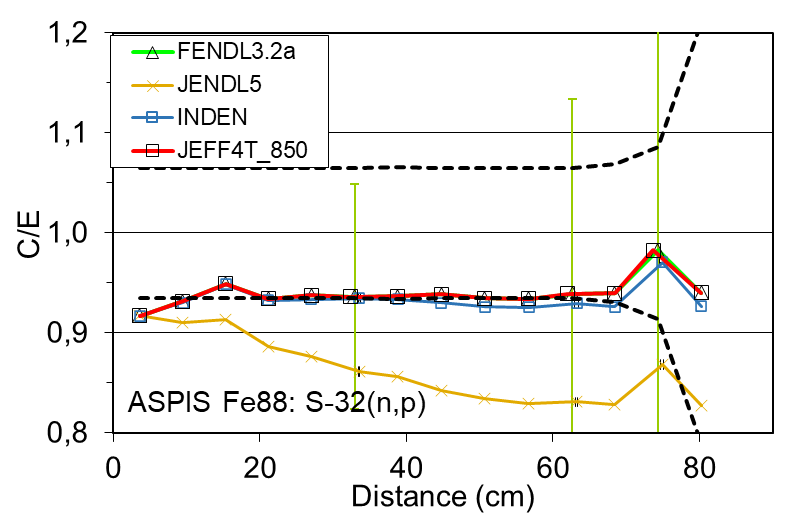 1,2
FENDL3.2a
JENDL5
INDEN
JEFF4T_850
1,1
1,0
C/E
0,9
ASPIS Fe88: S-32(n,p)
0,8
0 20 40 60 80
Distance (cm)